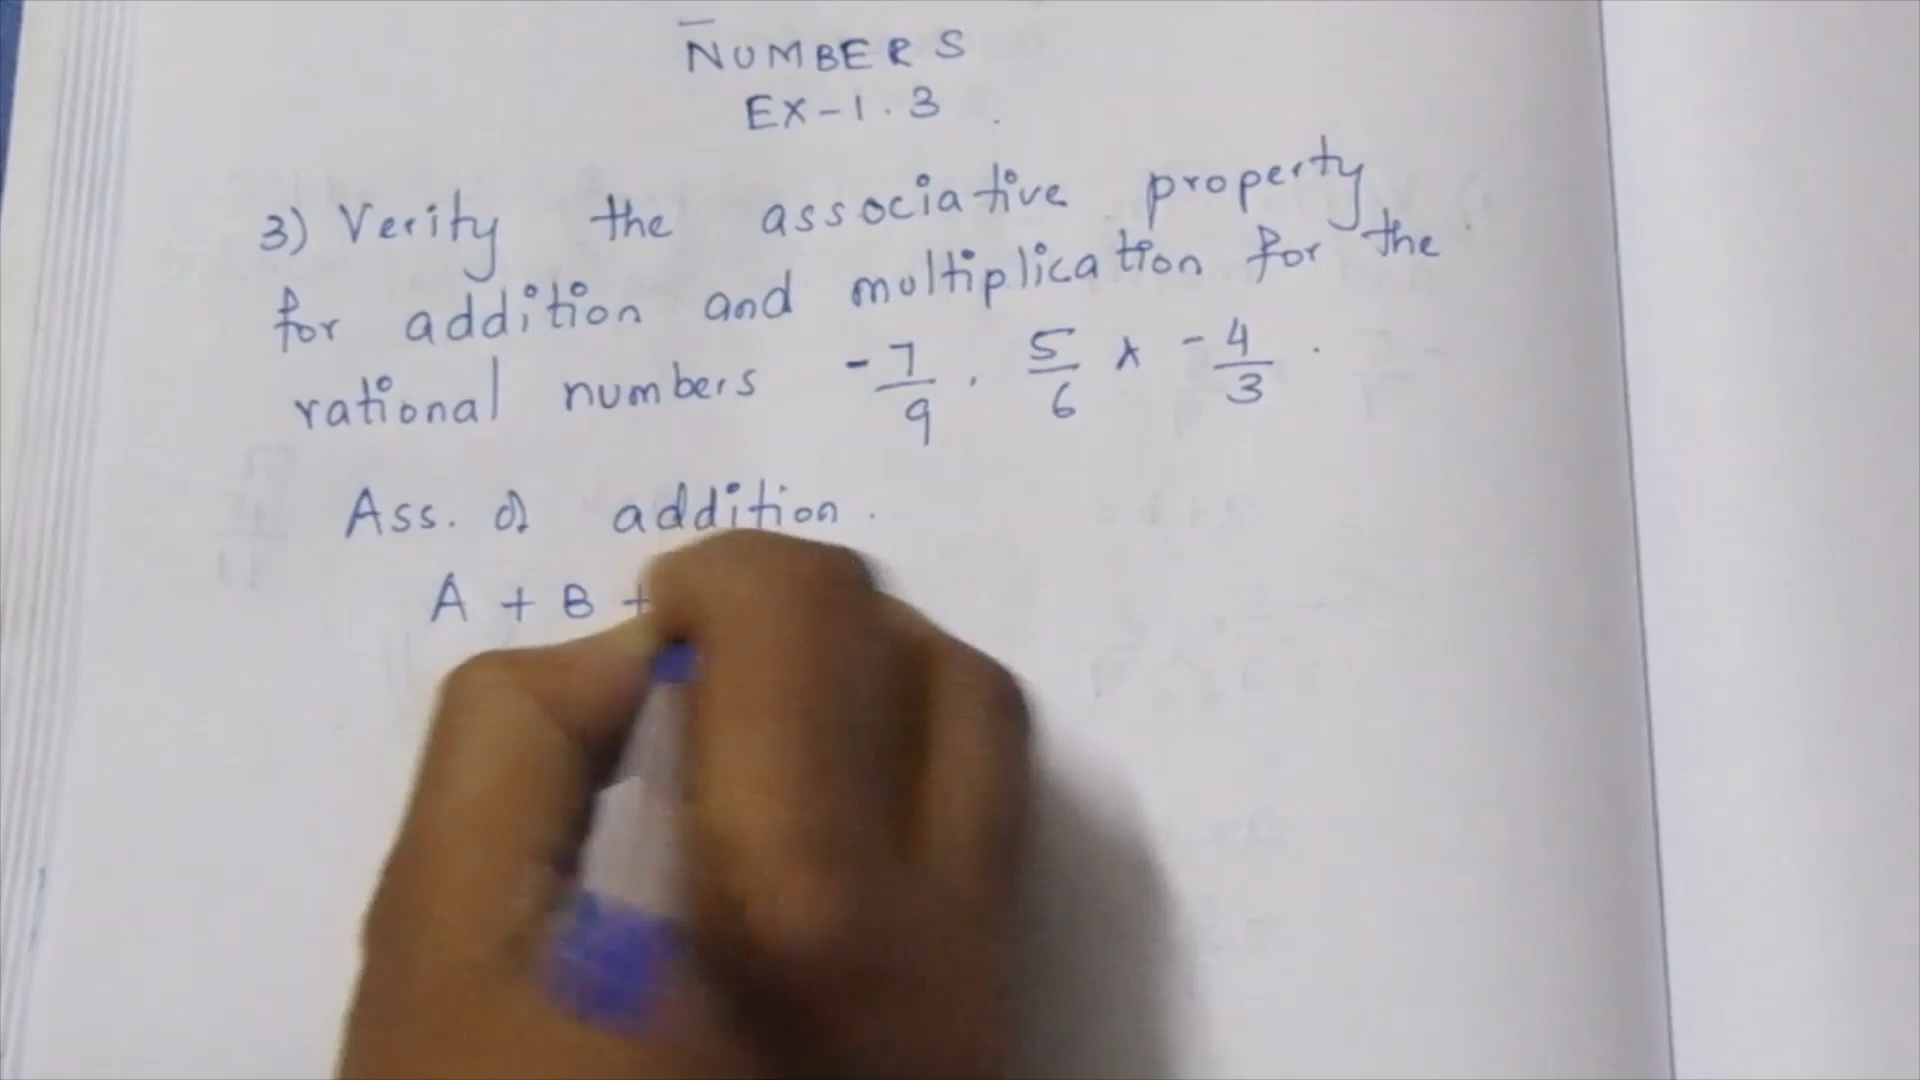 NUMBERS
EX-1.3
3) Verity the associative property
for addition and multiplication for the
rational numbers -7/9, 5/6 & -4/3.
Ass. of addition.
A + B +